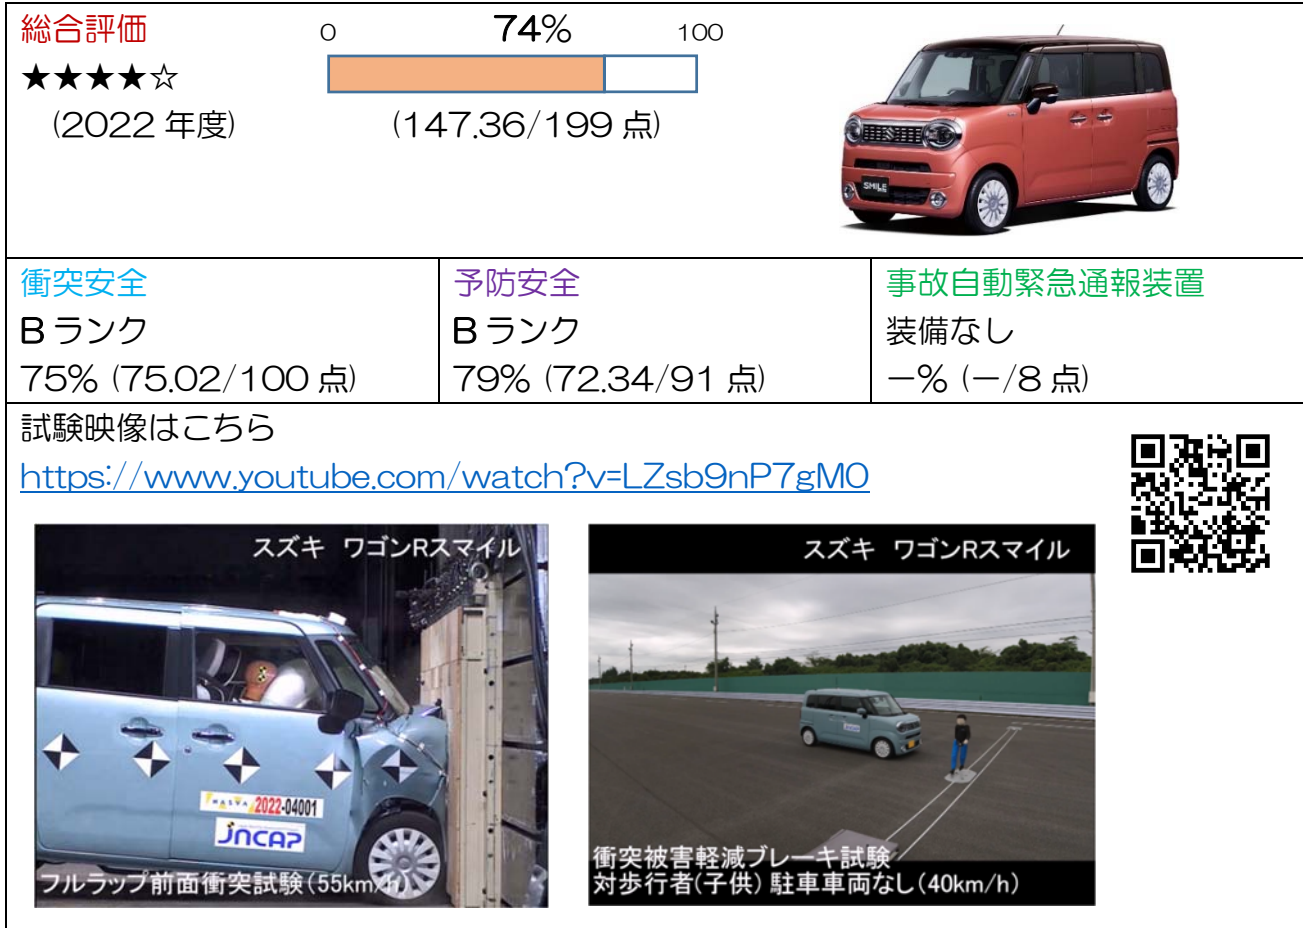 総合評価
0 74% 100
★★★★☆
(2022 年度)
(147.36/199 点)
SMILE
衝突安全
B ランク
75% (75.02/100 点)
予防安全
B ランク
79% (72.34/91 点)
事故自動緊急通報装置
装備なし
－% (－/8 点)
試験映像はこちら
https://www.youtube.com/watch?v=LZsb9nP7gM0
スズキ ワゴンRスマイル
NASVA 2022-04001
JNCAP
フルラップ前面衝突試験(55km/h)
スズキ ワゴンRスマイル
JNCAP
衝突被害軽減ブレーキ試験
対歩行者(子供) 駐車車両なし(40km/h)